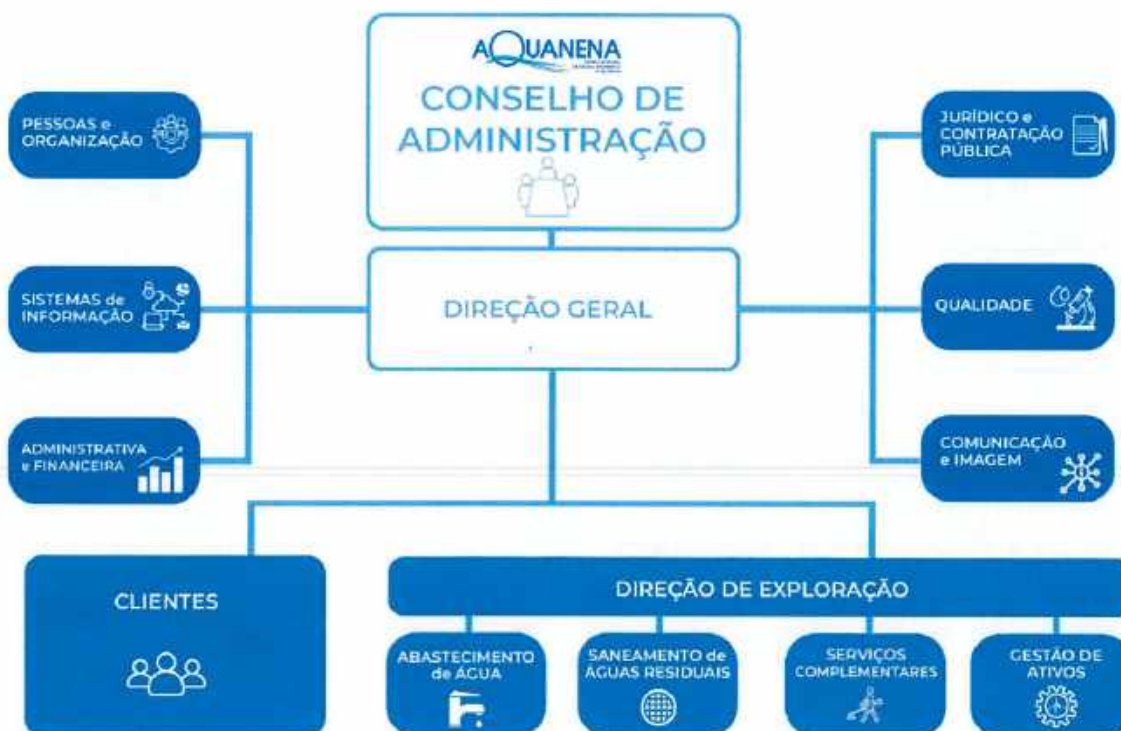 AQUANENA
CONSELHO DE
ADMINISTRAÇÃO
PESSOAS e
ORGANIZAÇÃO
JURÍDICO e
CONTRATAÇÃO
PÚBLICA
SISTEMAS de
INFORMAÇÃO
DIREÇÃO GERAL
QUALIDADE
ADMINISTRATIVA
e FINANCEIRA
COMUNICAÇÃO
e IMAGEM
CLIENTES
DIREÇÃO DE EXPLORAÇÃO
ABASTECIMENTO
de ÁGUA
SANEAMENTO de
ÁGUAS RESIDUAIS
SERVIÇOS
COMPLEMENTARES
GESTÃO DE
ATIVOS